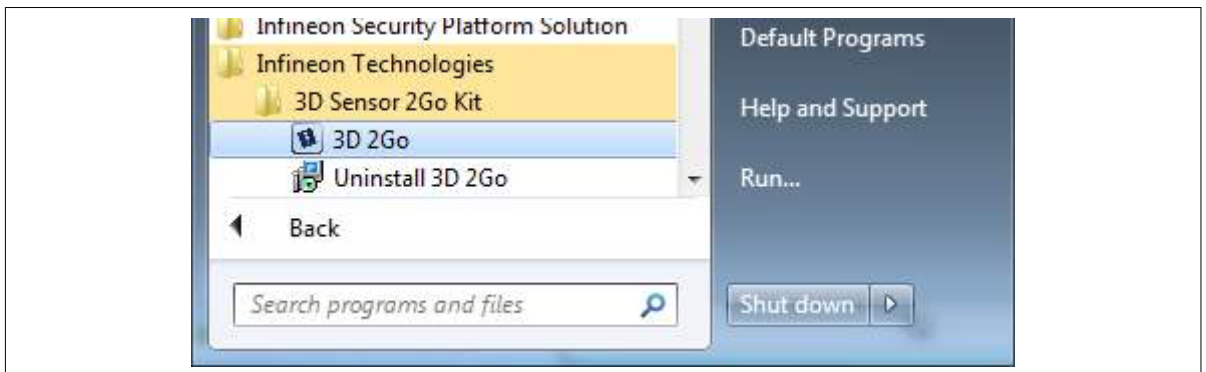 Infineon Security Platform Solution
Infineon Technologies
3D Sensor 2Go Kit
3D 2Go
Uninstall 3D 2Go
Back
Search programs and files
Default Programs
Help and Support
Run...
Shut down